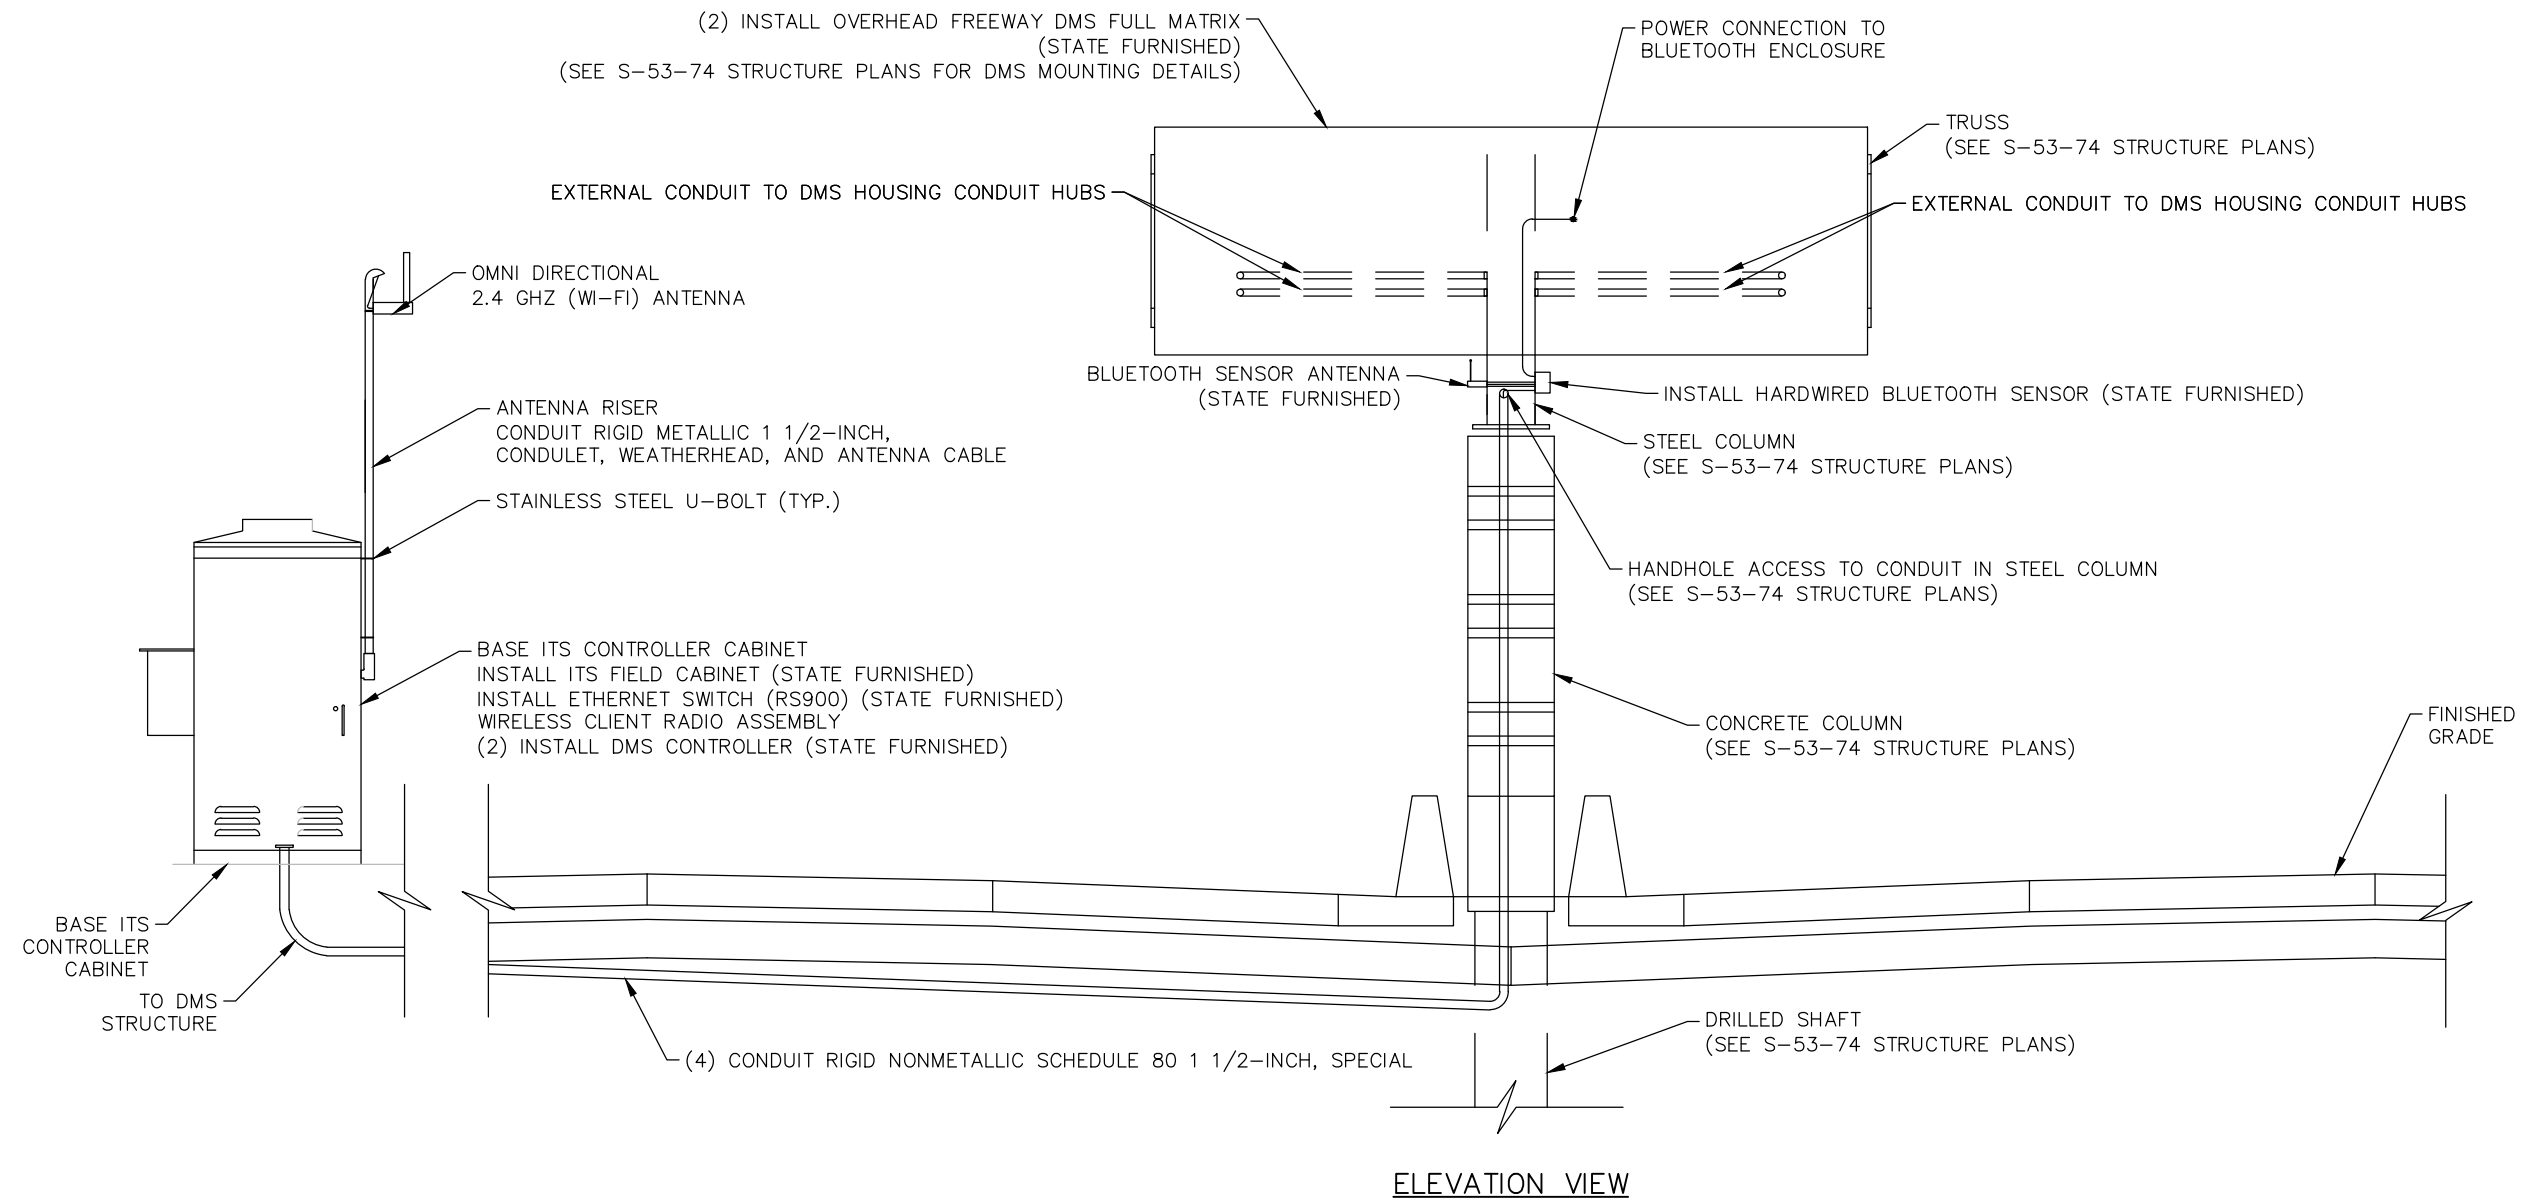 (2) INSTALL OVERHEAD FREEWAY DMS FULL MATRIX
(STATE FURNISHED)
(SEE S-53-74 STRUCTURE PLANS FOR DMS MOUNTING DETAILS)
POWER CONNECTION TO
BLUETOOTH ENCLOSURE
TRUSS
(SEE S-53-74 STRUCTURE PLANS)
EXTERNAL CONDUIT TO DMS HOUSING CONDUIT HUBS
EXTERNAL CONDUIT TO DMS HOUSING CONDUIT HUBS
OMNI DIRECTIONAL
2.4 GHZ (WI-FI) ANTENNA
BLUETOOTH SENSOR ANTENNA
(STATE FURNISHED)
INSTALL HARDWIRED BLUETOOTH SENSOR (STATE FURNISHED)
ANTENNA RISER
CONDUIT RIGID METALLIC 1 1/2-INCH,
CONDULET, WEATHERHEAD, AND ANTENNA CABLE
STEEL COLUMN
(SEE S-53-74 STRUCTURE PLANS)
STAINLESS STEEL U-BOLT (TYP.)
HANDHOLE ACCESS TO CONDUIT IN STEEL COLUMN
(SEE S-53-74 STRUCTURE PLANS)
BASE ITS CONTROLLER CABINET
INSTALL ITS FIELD CABINET (STATE FURNISHED)
INSTALL ETHERNET SWITCH (RS900) (STATE FURNISHED)
WIRELESS CLIENT RADIO ASSEMBLY
(2) INSTALL DMS CONTROLLER (STATE FURNISHED)
CONCRETE COLUMN
(SEE S-53-74 STRUCTURE PLANS)
FINISHED
GRADE
BASE ITS
CONTROLLER
CABINET
TO DMS
STRUCTURE
(4) CONDUIT RIGID NONMETALLIC SCHEDULE 80 1 1/2-INCH, SPECIAL
DRILLED SHAFT
(SEE S-53-74 STRUCTURE PLANS)
ELEVATION VIEW